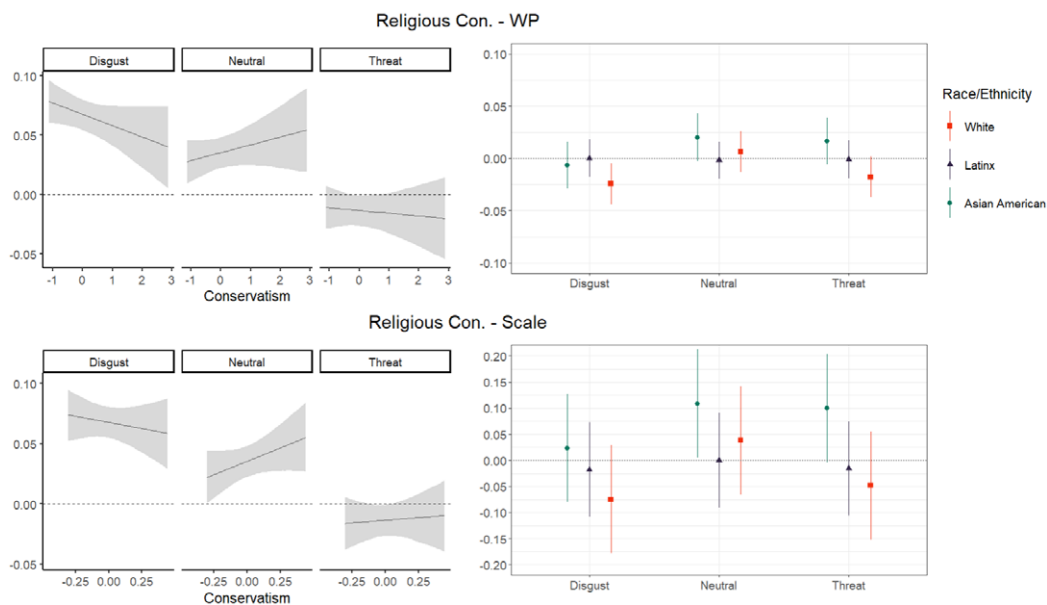 Religious Con. - WP
Disgust Neutral Threat
0.10
0.05
0.00
-0.05
-1 0 1 2 3 -1 0 1 2 3 -1 0 1 2 3
Conservatism
0.10
0.05
0.00
-0.05
-0.10
Disgust Neutral Threat
Race/Ethnicity
White
Latinx
Asian American
Religious Con. - Scale
Disgust Neutral Threat
0.10
0.05
0.00
-0.05
-0.25 0.00 0.25 -0.25 0.00 0.25 -0.25 0.00 0.25
Conservatism
0.20
0.15
0.10
0.05
0.00
-0.05
-0.10
-0.15
-0.20
Disgust Neutral Threat